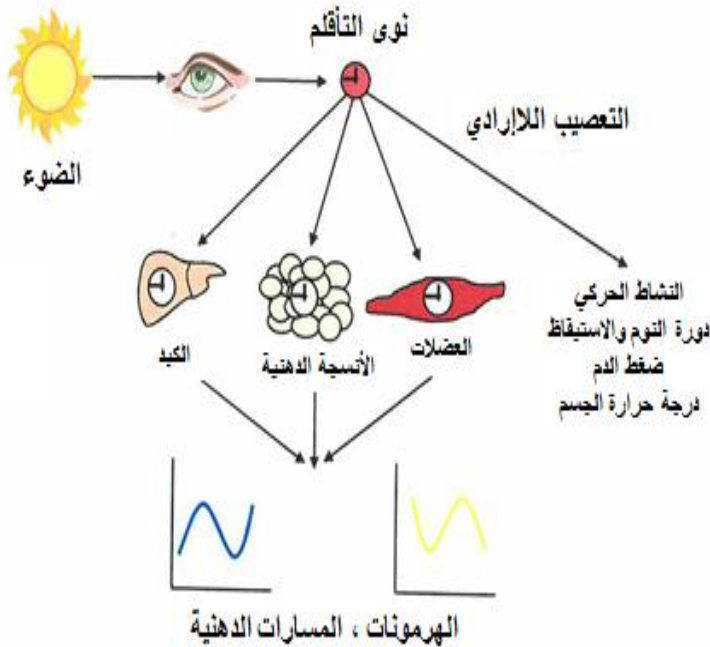 نوى التأقلم
التعصيب اللاإرادي
الضوء
النشاط الحركي
دورة النوم والاستيقاظ
ضغط الدم
درجة حرارة الجسم
العضلات
الأنسجة الدهنية
الكبد
الهرمونات ، المسارات الدهنية